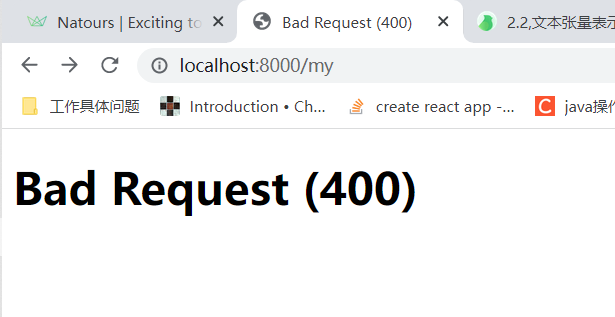 Natours | Exciting to
Bad Request (400)
2.2,文本张量表示
localhost:8000/my
工作具体问题
Introduction • Ch...
create react app -...
java操作
Bad Request (400)